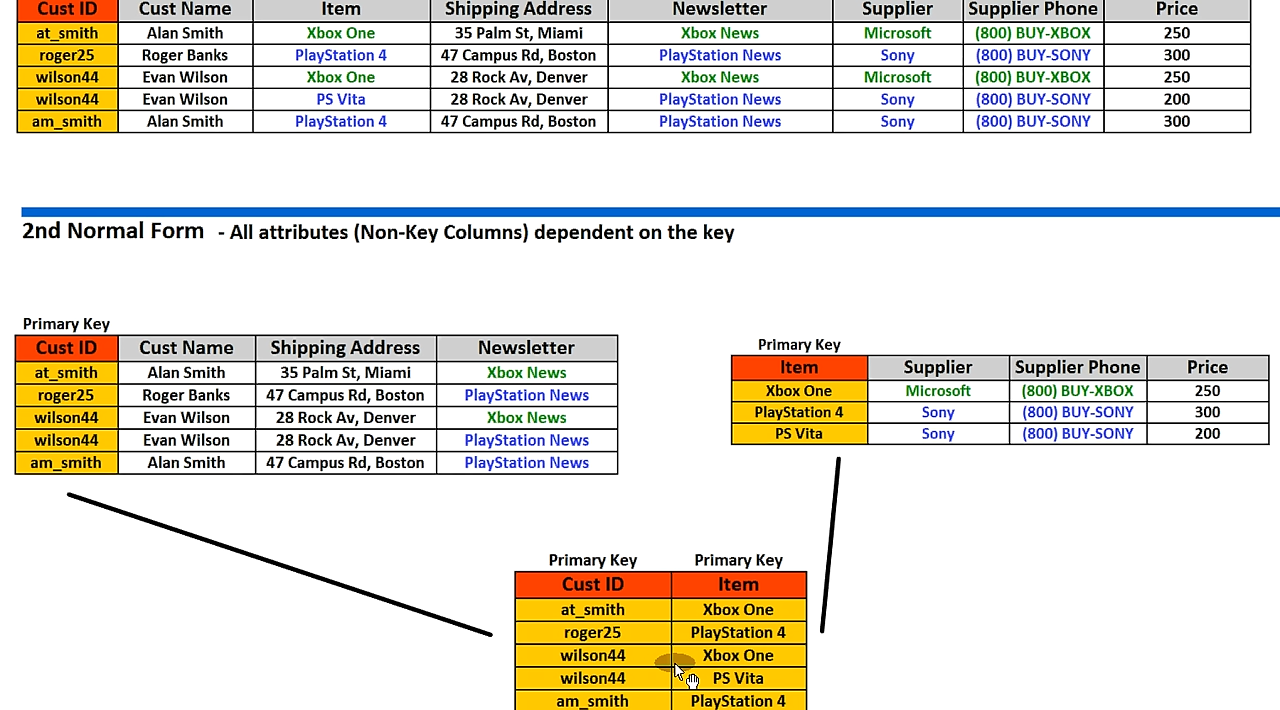 Cust ID Cust Name Item Shipping Address Newsletter Supplier Supplier Phone Price
at_smith Alan Smith Xbox One 35 Palm St, Miami Xbox News Microsoft (800) BUY-XBOX 250
roger25 Roger Banks PlayStation 4 47 Campus Rd, Boston PlayStation News Sony (800) BUY-SONY 300
wilson44 Evan Wilson Xbox One 28 Rock Av, Denver Xbox News Microsoft (800) BUY-XBOX 250
wilson44 Evan Wilson PS Vita 28 Rock Av, Denver PlayStation News Sony (800) BUY-SONY 200
am_smith Alan Smith PlayStation 4 47 Campus Rd, Boston PlayStation News Sony (800) BUY-SONY 300
2nd Normal Form - All attributes (Non-Key Columns) dependent on the key
Primary Key
Cust ID Cust Name Shipping Address Newsletter
at_smith Alan Smith 35 Palm St, Miami Xbox News
roger25 Roger Banks 47 Campus Rd, Boston PlayStation News
wilson44 Evan Wilson 28 Rock Av, Denver Xbox News
wilson44 Evan Wilson 28 Rock Av, Denver PlayStation News
am_smith Alan Smith 47 Campus Rd, Boston PlayStation News
Primary Key
Item Supplier Supplier Phone Price
Xbox One Microsoft (800) BUY-XBOX 250
PlayStation 4 Sony (800) BUY-SONY 300
PS Vita Sony (800) BUY-SONY 200
Primary Key Primary Key
Cust ID Item
at_smith Xbox One
roger25 PlayStation 4
wilson44 Xbox One
wilson44 PS Vita
am_smith PlayStation 4